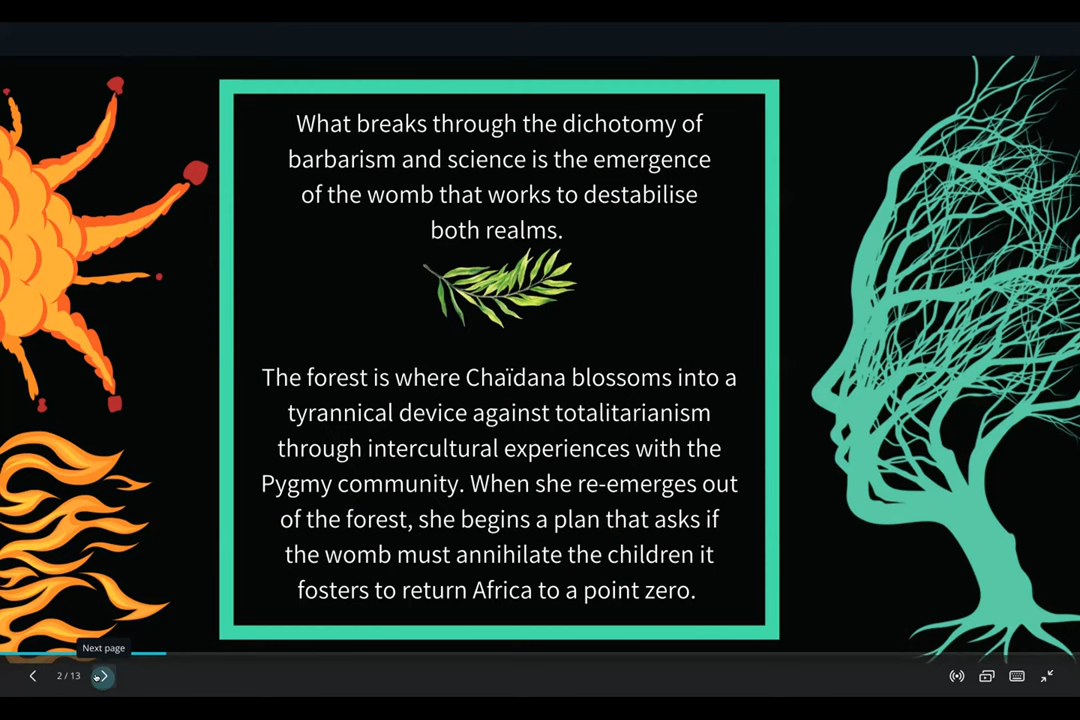 What breaks through the dichotomy of
barbarism and science is the emergence
of the womb that works to destabilise
both realms.
The forest is where Chaïdana blossoms into a
tyrannical device against totalitarianism
through intercultural experiences with the
Pygmy community. When she re-emerges out
of the forest, she begins a plan that asks if
the womb must annihilate the children it
fosters to return Africa to a point zero.
Next page
2 / 13